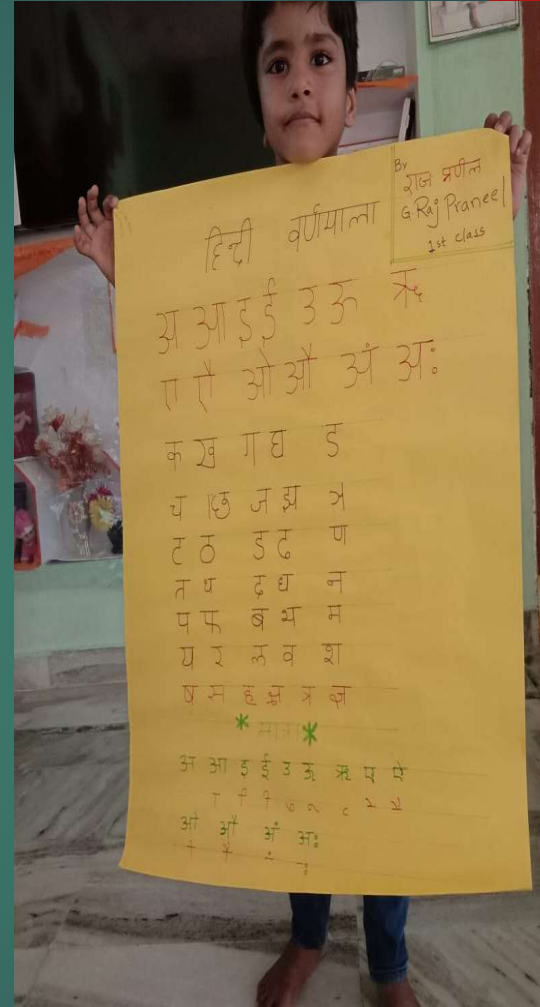 By
राज प्रणील
G Raj Praneel
1st class
हिन्दी वर्णमाला
अ आ इ ई उ ऊ ऋ
ए ऐ ओ औ अं अः
क ख ग घ ड
च छ ज झ ञ
ट ठ ड ढ ण
त थ द ध न
प फ ब भ म
य र ल व श
ष स ह क्ष त्र ज्ञ
* मात्रा *
अ आ इ ई उ ऊ ऋ ए ऐ
ा ि ी ु ू ृ े ै
ओ औ अं अः
ो ौ ं ः